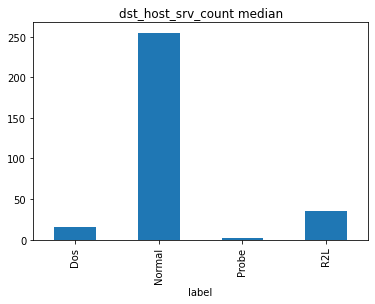 dst_host_srv_count median
250
200
150
100
50
0
Dos
Normal
Probe
R2L
label